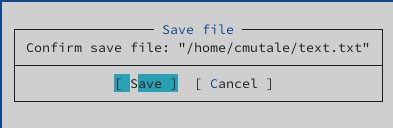 Save file
Confirm save file: "/home/cmutale/text.txt"
[ Save ] [ Cancel ]